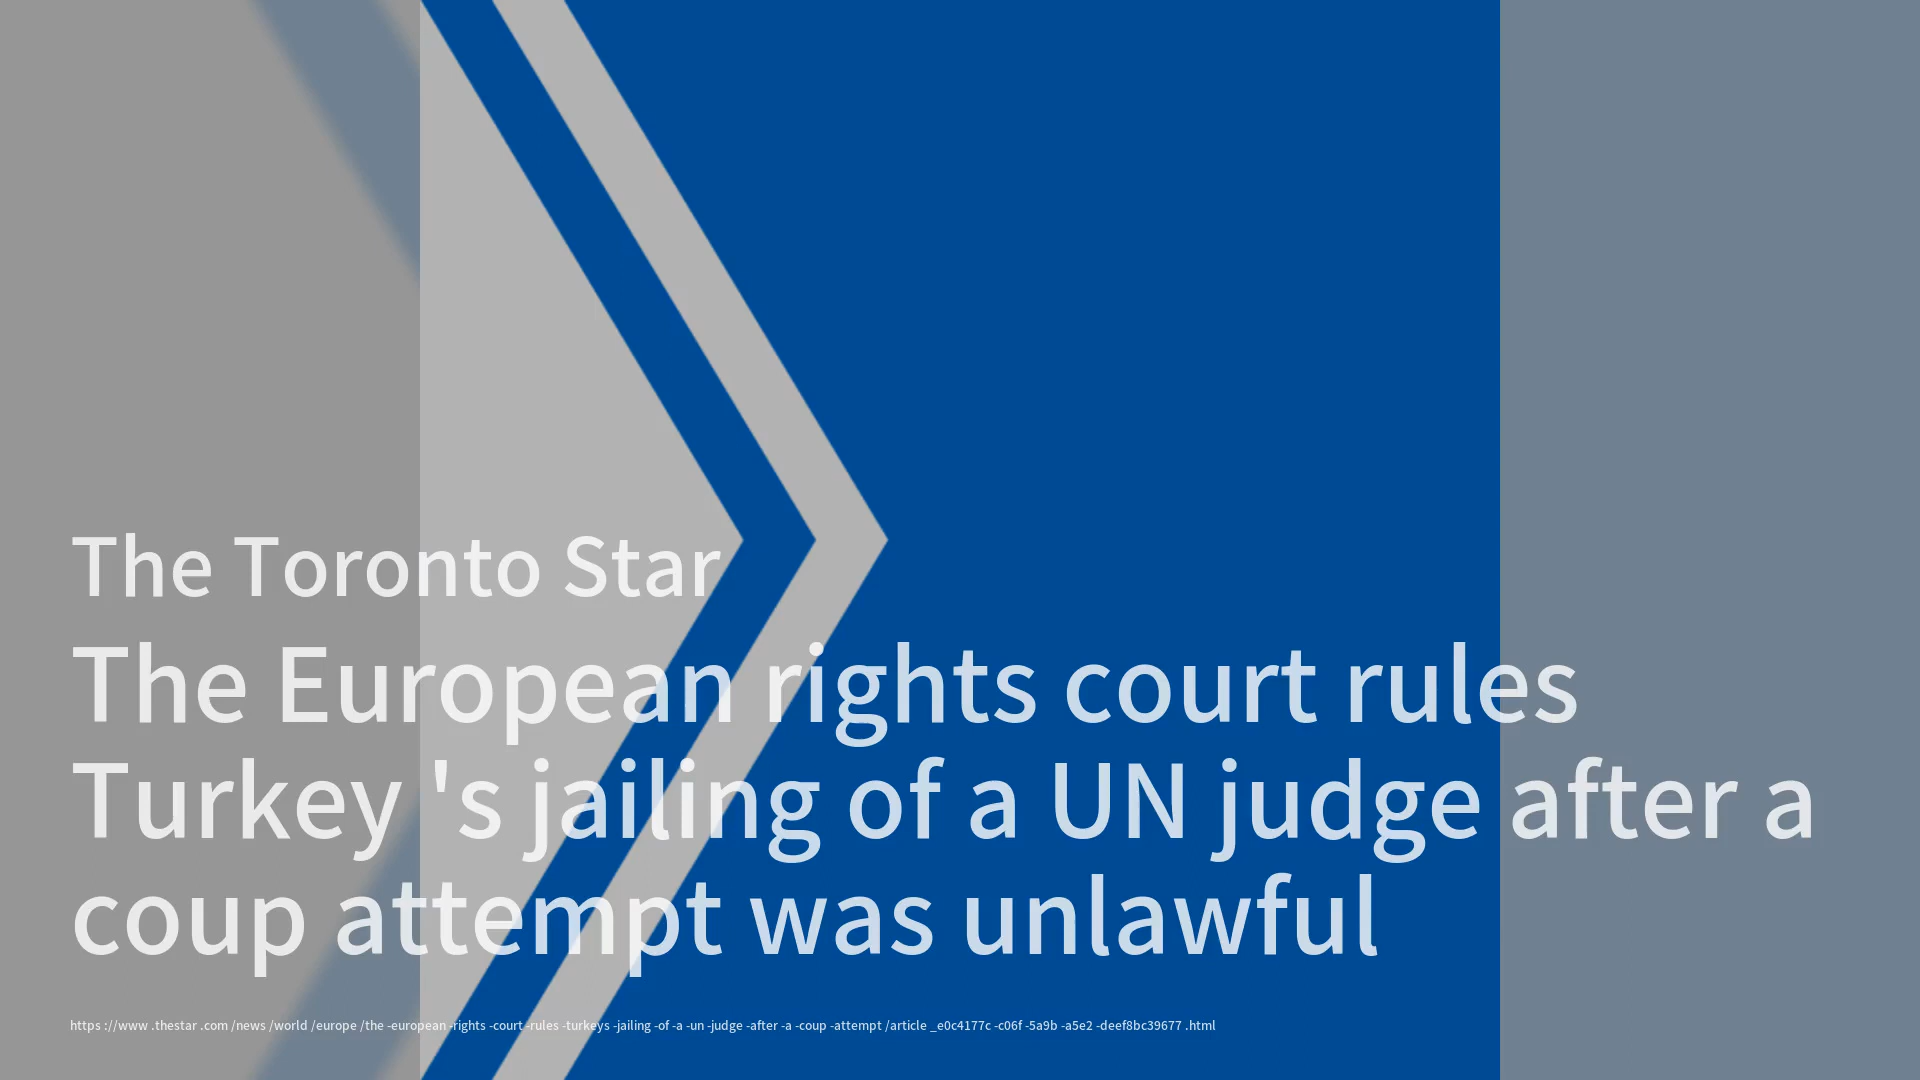 The Toronto Star
The European rights court rules
Turkey 's jailing of a UN judge after a
coup attempt was unlawful
https ://www .thestar .com /news /world /europe /the -european -rights -court -rules -turkeys -jailing -of -a -un -judge -after -a -coup -attempt /article _e0c4177c -c06f -5a9b -a5e2 -deef8bc39677 .html